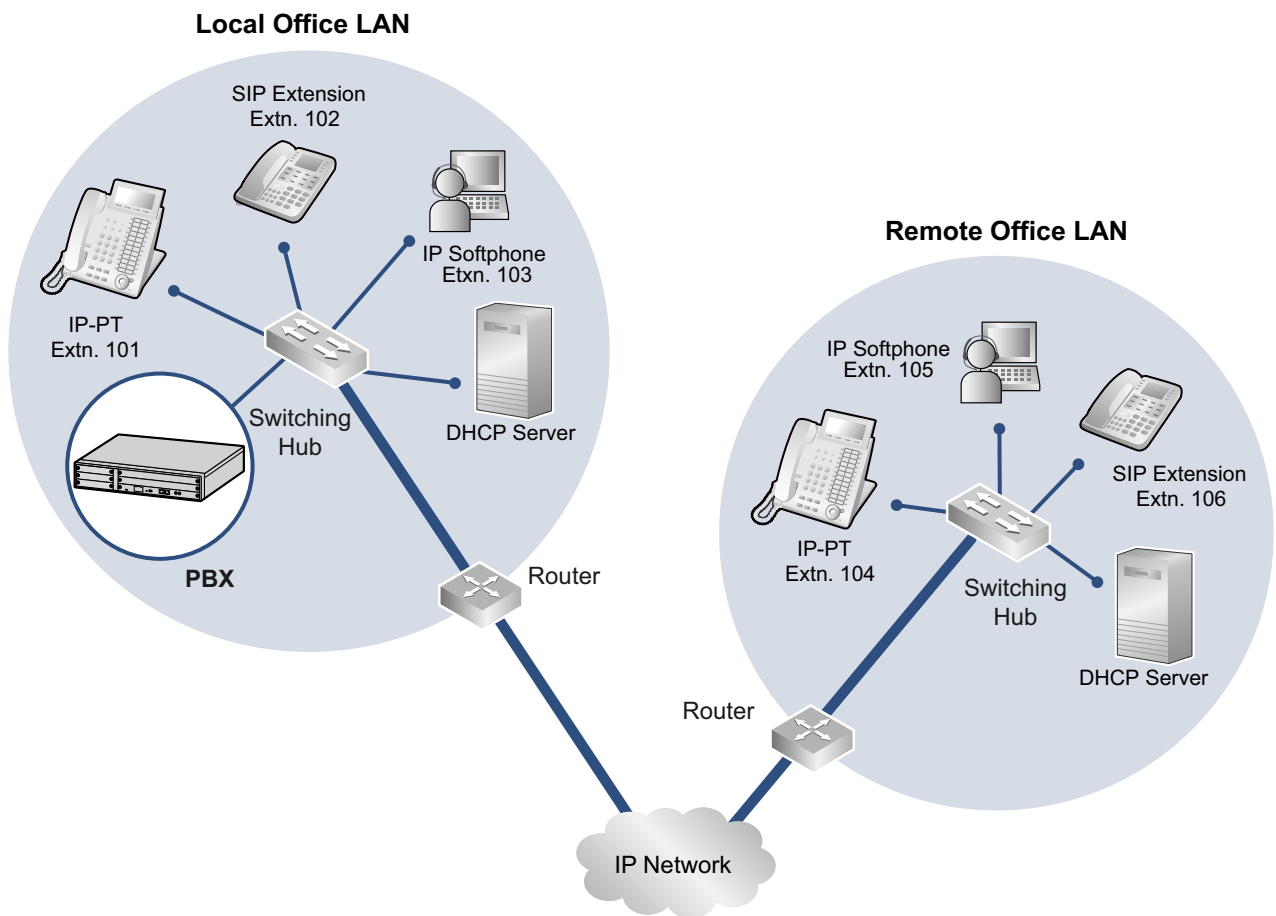 Local Office LAN
SIP Extension
Extn. 102
IP Softphone
Etxn. 103
IP-PT
Extn. 101
Switching
Hub
DHCP Server
PBX
Router
Remote Office LAN
IP Softphone
Extn. 105
SIP Extension
Extn. 106
IP-PT
Extn. 104
Switching
Hub
DHCP Server
Router
IP Network